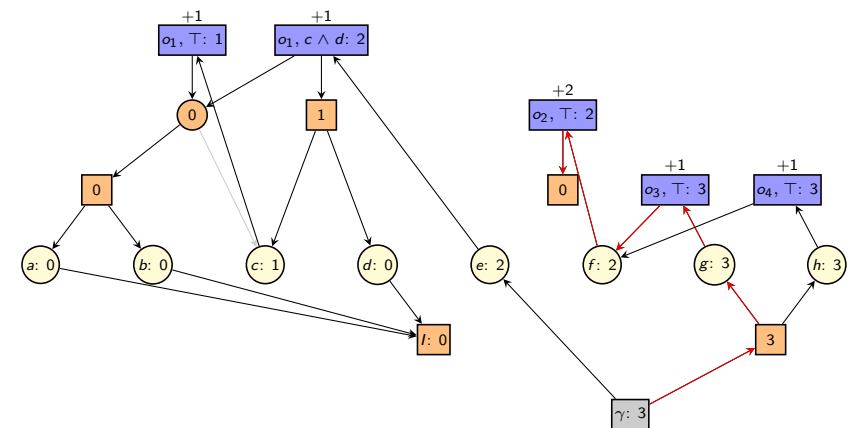 +1
+1
o₁, ⊤: 1
o₁, c ∧ d: 2
+2
0
1
o₂, ⊤: 2
+1
+1
0
0
o₃, ⊤: 3
o₄, ⊤: 3
a: 0
b: 0
c: 1
d: 0
e: 2
f: 2
g: 3
h: 3
I: 0
3
γ: 3